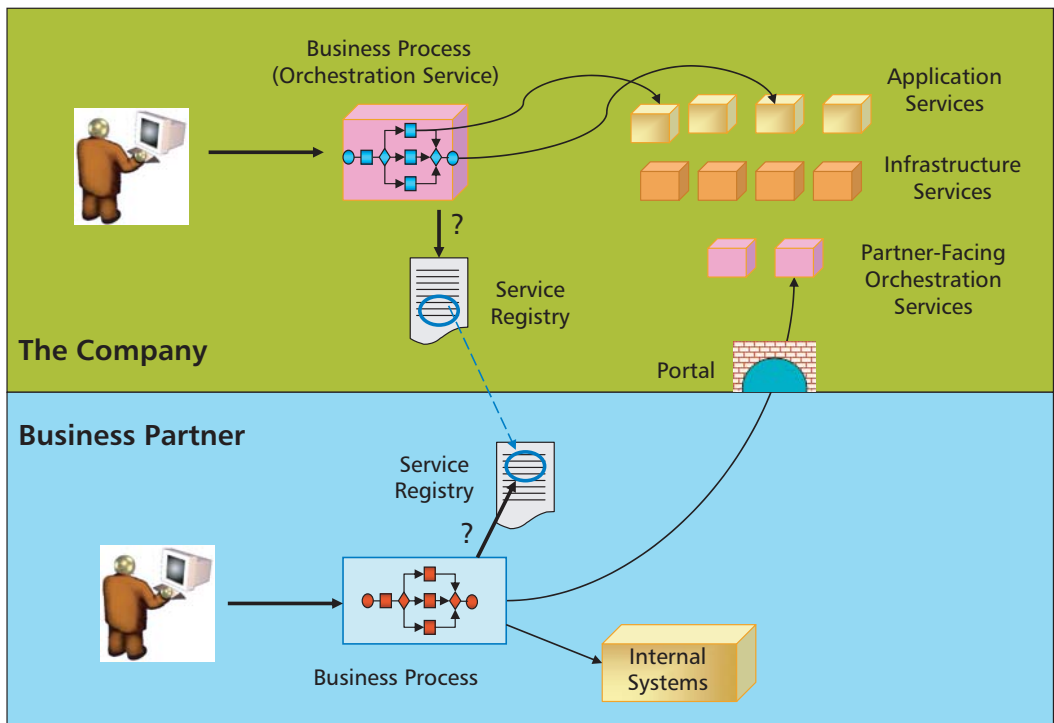 Business Process
(Orchestration Service)
Application
Services
Infrastructure
Services
?
Partner-Facing
Orchestration
Services
Service
Registry
The Company
Portal
Business Partner
Service
Registry
?
Internal
Systems
Business Process